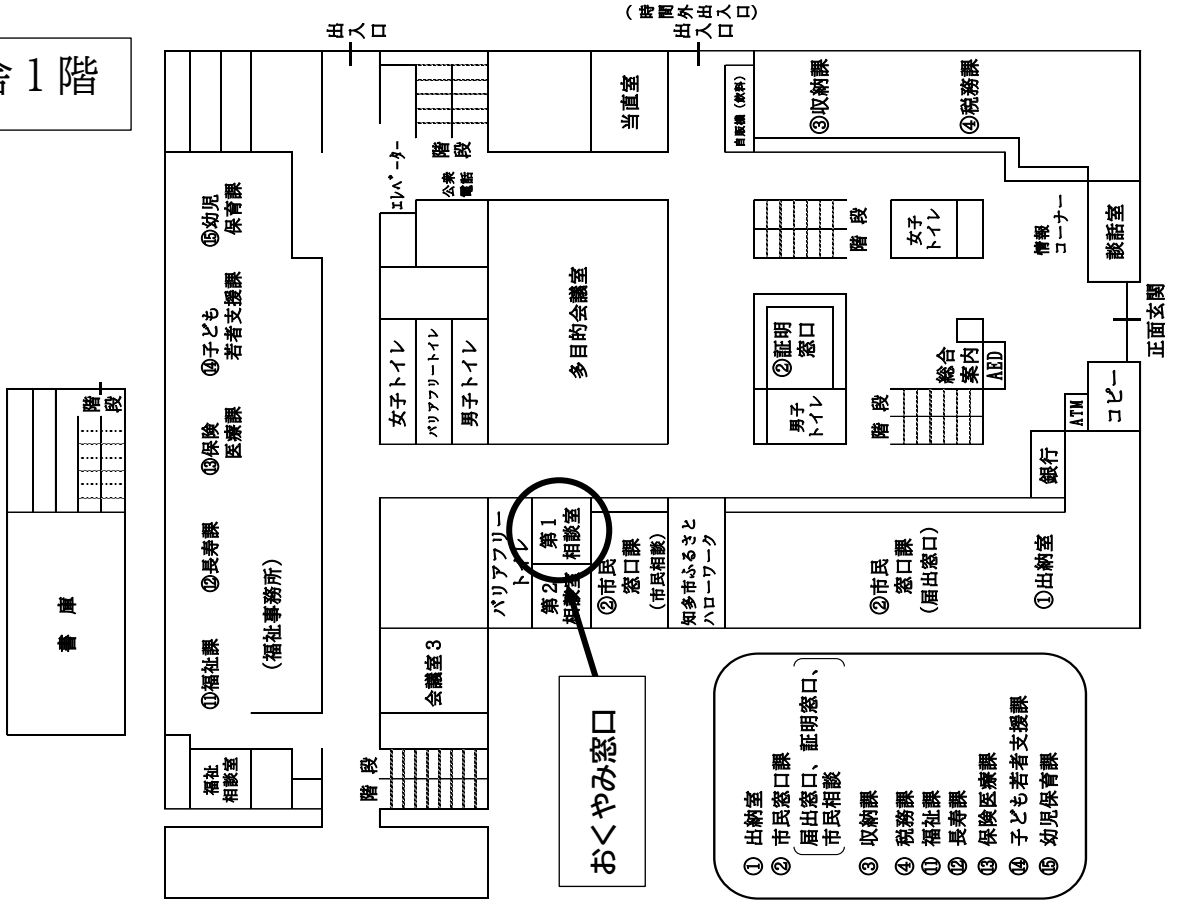 舎1階
出入口
(時間外出入口)
出入口
書庫
階段
⑮幼児
保育課
⑭子ども
若者支援課
⑬保険
医療課
⑫長寿課
⑪福祉課
(福祉事務所)
福祉
相談室
エレベーター
階段
公衆
電話
女子トイレ
バリアフリートイレ
男子トイレ
多目的会議室
当直室
自販機(飲料)
③収納課
④税務課
階段
女子
トイレ
情報
コーナー
談話室
正面玄関
②証明
窓口
男子
トイレ
総合
案内
AED
階段
ATM
コピー
銀行
会議室3
階段
バリアフリー
トイレ
第1
相談室
第2
相談室
②市民
窓口課
(市民相談)
知多市ふるさと
ハローワーク
②市民
窓口課
(届出窓口)
①出納室
おくやみ窓口
① 出納室
② 市民窓口課
届出窓口、証明窓口、
市民相談
③ 収納課
④ 税務課
⑪ 福祉課
⑫ 長寿課
⑬ 保険医療課
⑭ 子ども若者支援課
⑮ 幼児保育課